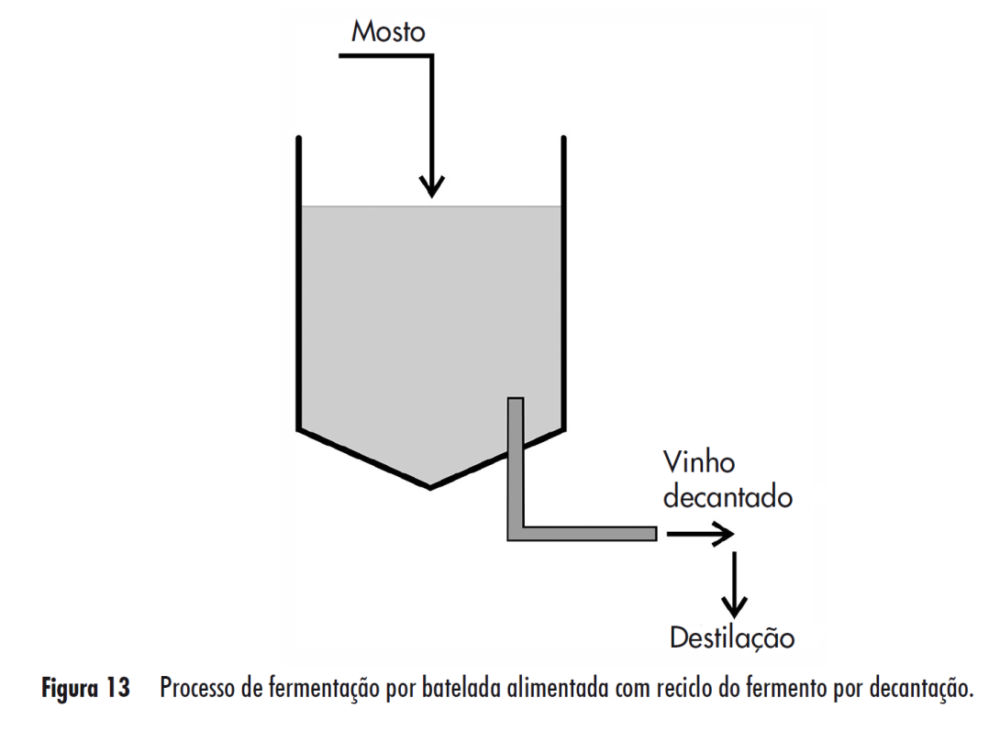 Mosto
Vinho
decantado
Destilação
Figura 13 Processo de fermentação por batelada alimentada com reciclo do fermento por decantação.